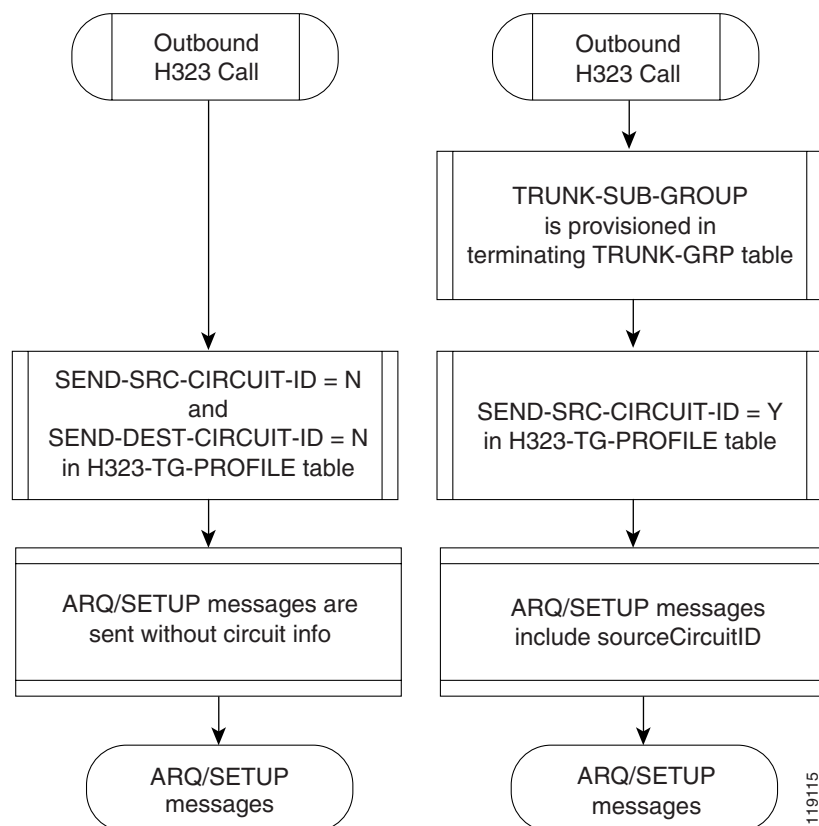 Outbound
H323 Call
SEND-SRC-CIRCUIT-ID = N
and
SEND-DEST-CIRCUIT-ID = N
in H323-TG-PROFILE table
ARQ/SETUP messages are
sent without circuit info
ARQ/SETUP
messages
Outbound
H323 Call
TRUNK-SUB-GROUP
is provisioned in
terminating TRUNK-GRP table
SEND-SRC-CIRCUIT-ID = Y
in H323-TG-PROFILE table
ARQ/SETUP messages
include sourceCircuitID
ARQ/SETUP
messages
119115